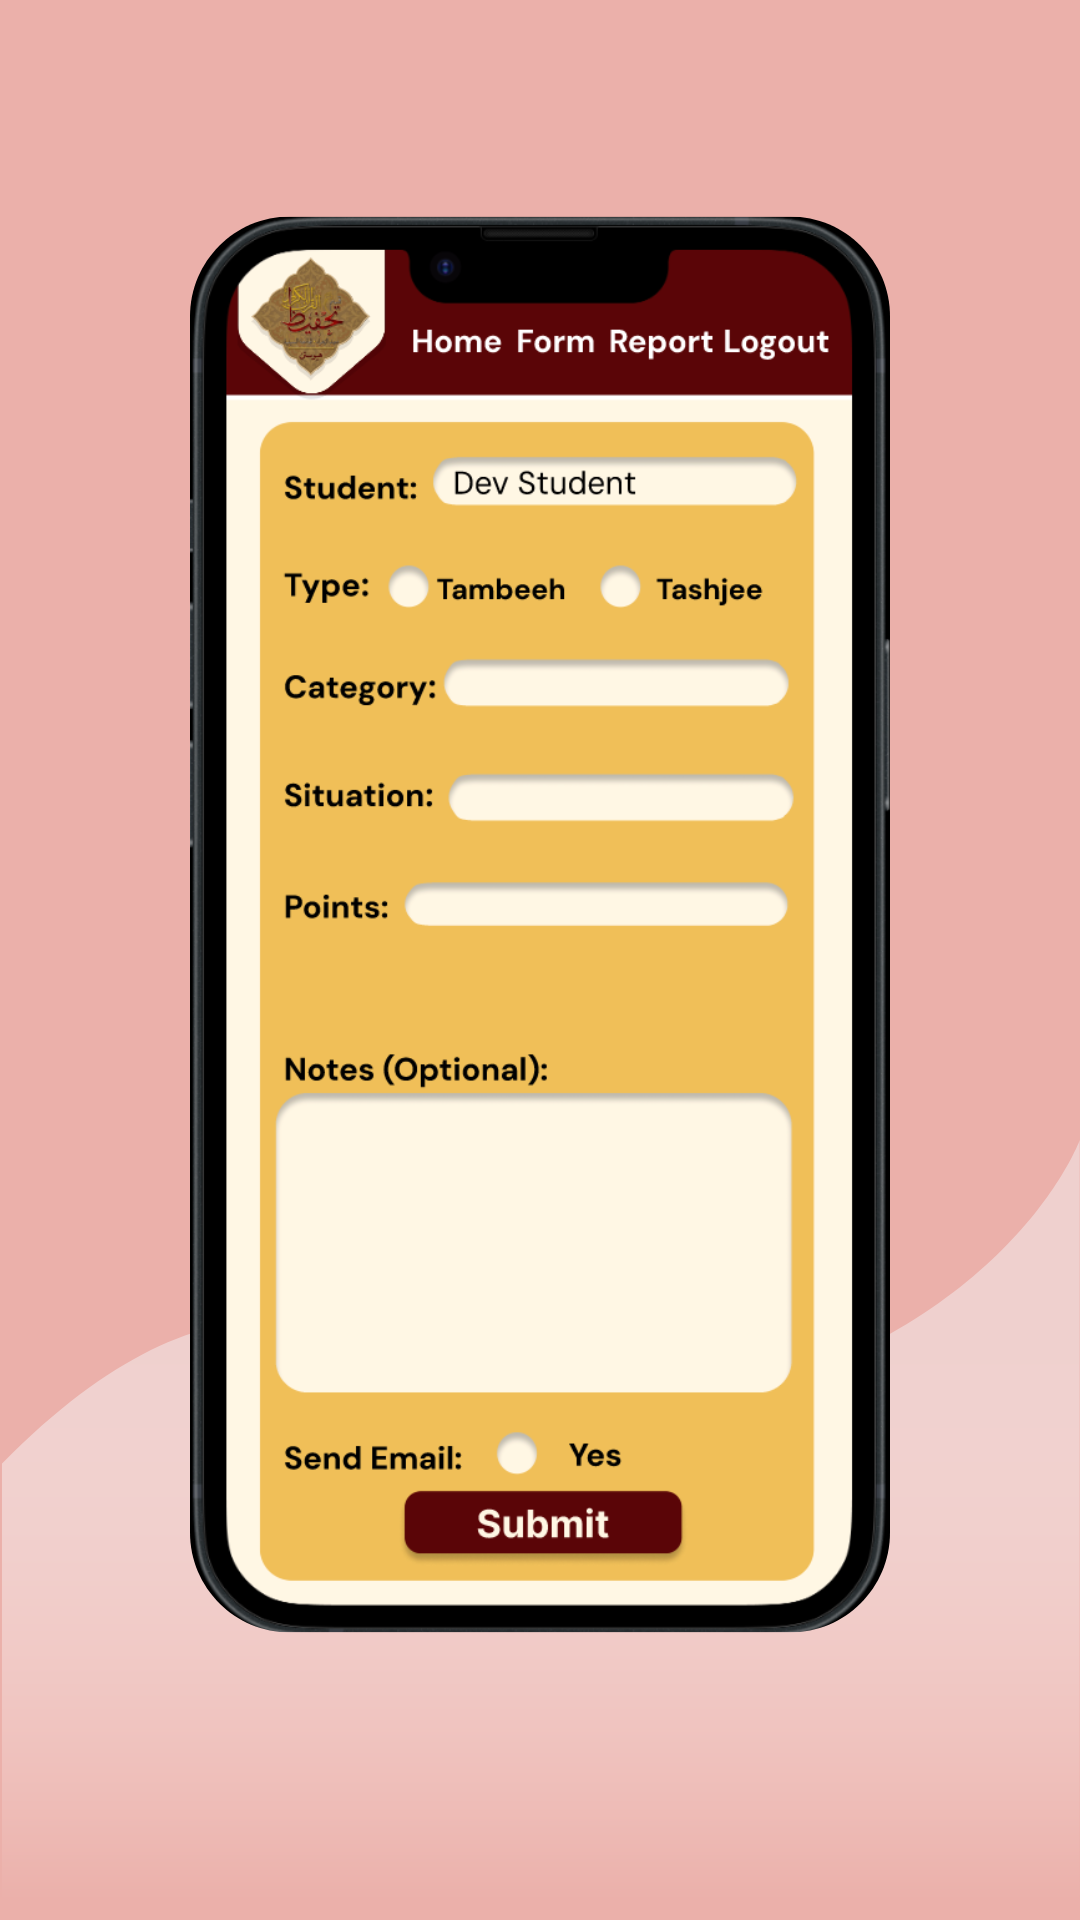 تحفيظ
Home Form Report Logout
Student: Dev Student
Type: Tambeeh Tashjee
Category:
Situation:
Points:
Notes (Optional):
Send Email: Yes
Submit